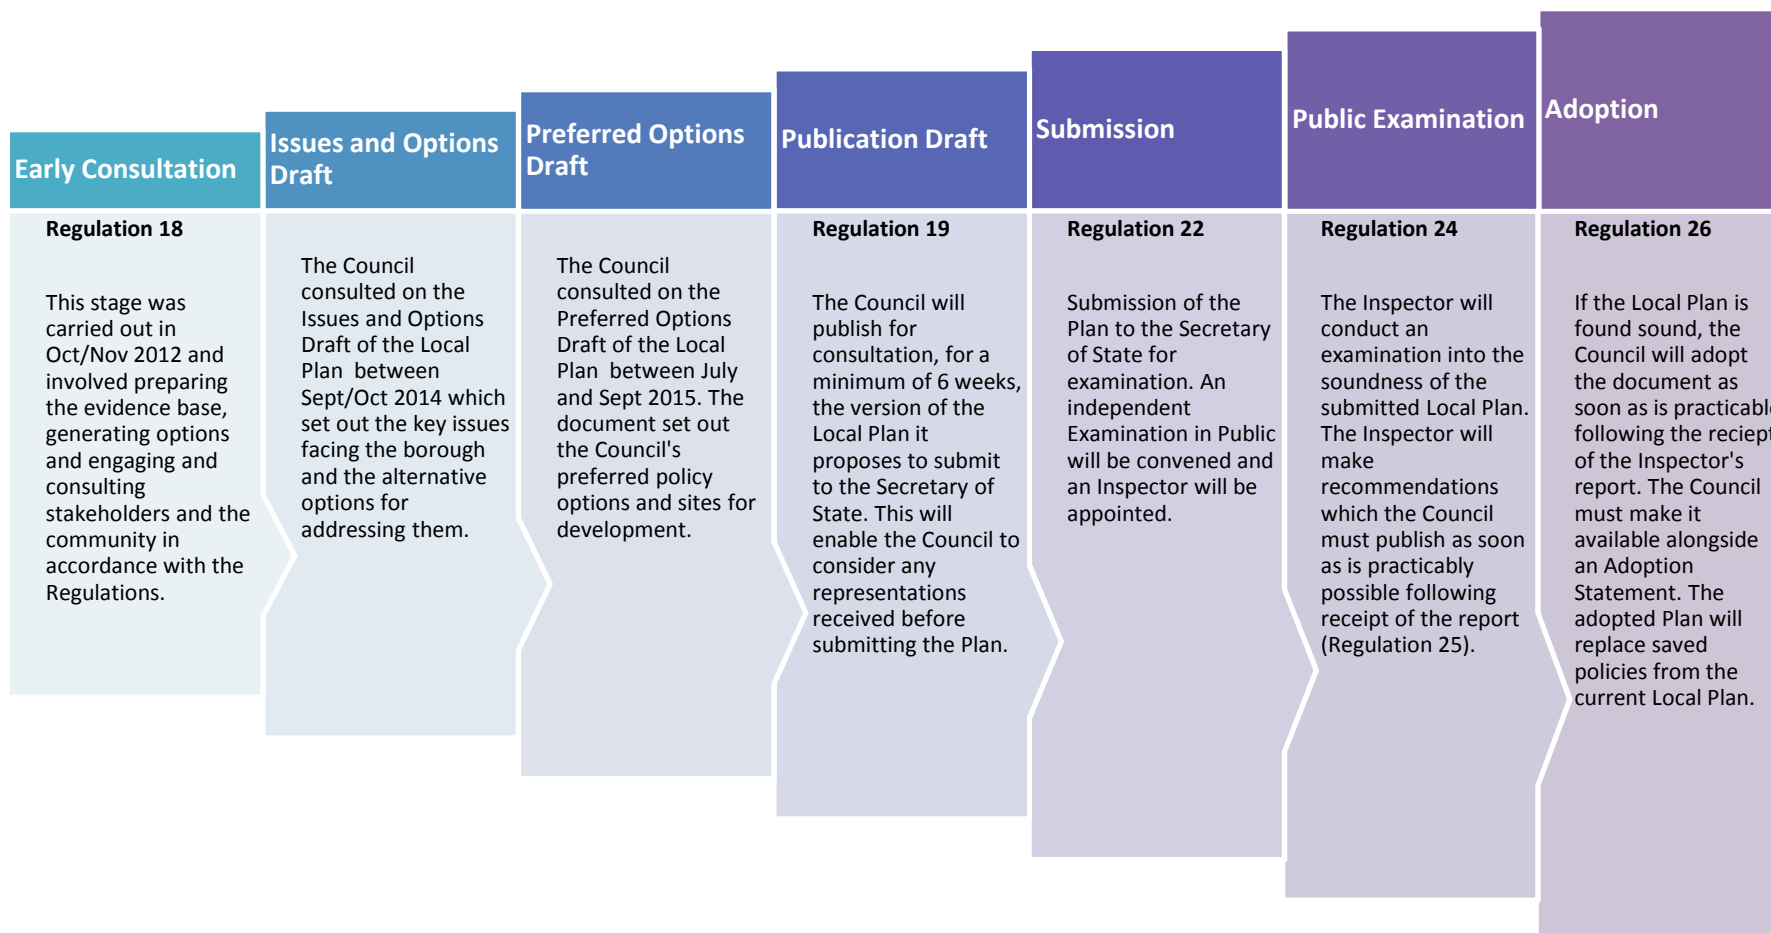 Early Consultation
Regulation 18
This stage was
carried out in
Oct/Nov 2012 and
involved preparing
the evidence base,
generating options
and engaging and
consulting
stakeholders and the
community in
accordance with the
Regulations.
Issues and Options
Draft
The Council
consulted on the
Issues and Options
Draft of the Local
Plan between
Sept/Oct 2014 which
set out the key issues
facing the borough
and the alternative
options for
addressing them.
Preferred Options
Draft
The Council
consulted on the
Preferred Options
Draft of the Local
Plan between July
and Sept 2015. The
document set out
the Council's
preferred policy
options and sites for
development.
Publication Draft
Regulation 19
The Council will
publish for
consultation, for a
minimum of 6 weeks,
the version of the
Local Plan it
proposes to submit
to the Secretary of
State. This will
enable the Council to
consider any
representations
received before
submitting the Plan.
Submission
Regulation 22
Submission of the
Plan to the Secretary
of State for
examination. An
independent
Examination in Public
will be convened and
an Inspector will be
appointed.
Public Examination
Regulation 24
The Inspector will
conduct an
examination into the
soundness of the
submitted Local Plan.
The Inspector will
make
recommendations
which the Council
must publish as soon
as is practicably
possible following
receipt of the report
(Regulation 25).
Adoption
Regulation 26
If the Local Plan is
found sound, the
Council will adopt
the document as
soon as is practicable
following the reciept
of the Inspector's
report. The Council
must make it
available alongside
an Adoption
Statement. The
adopted Plan will
replace saved
policies from the
current Local Plan.